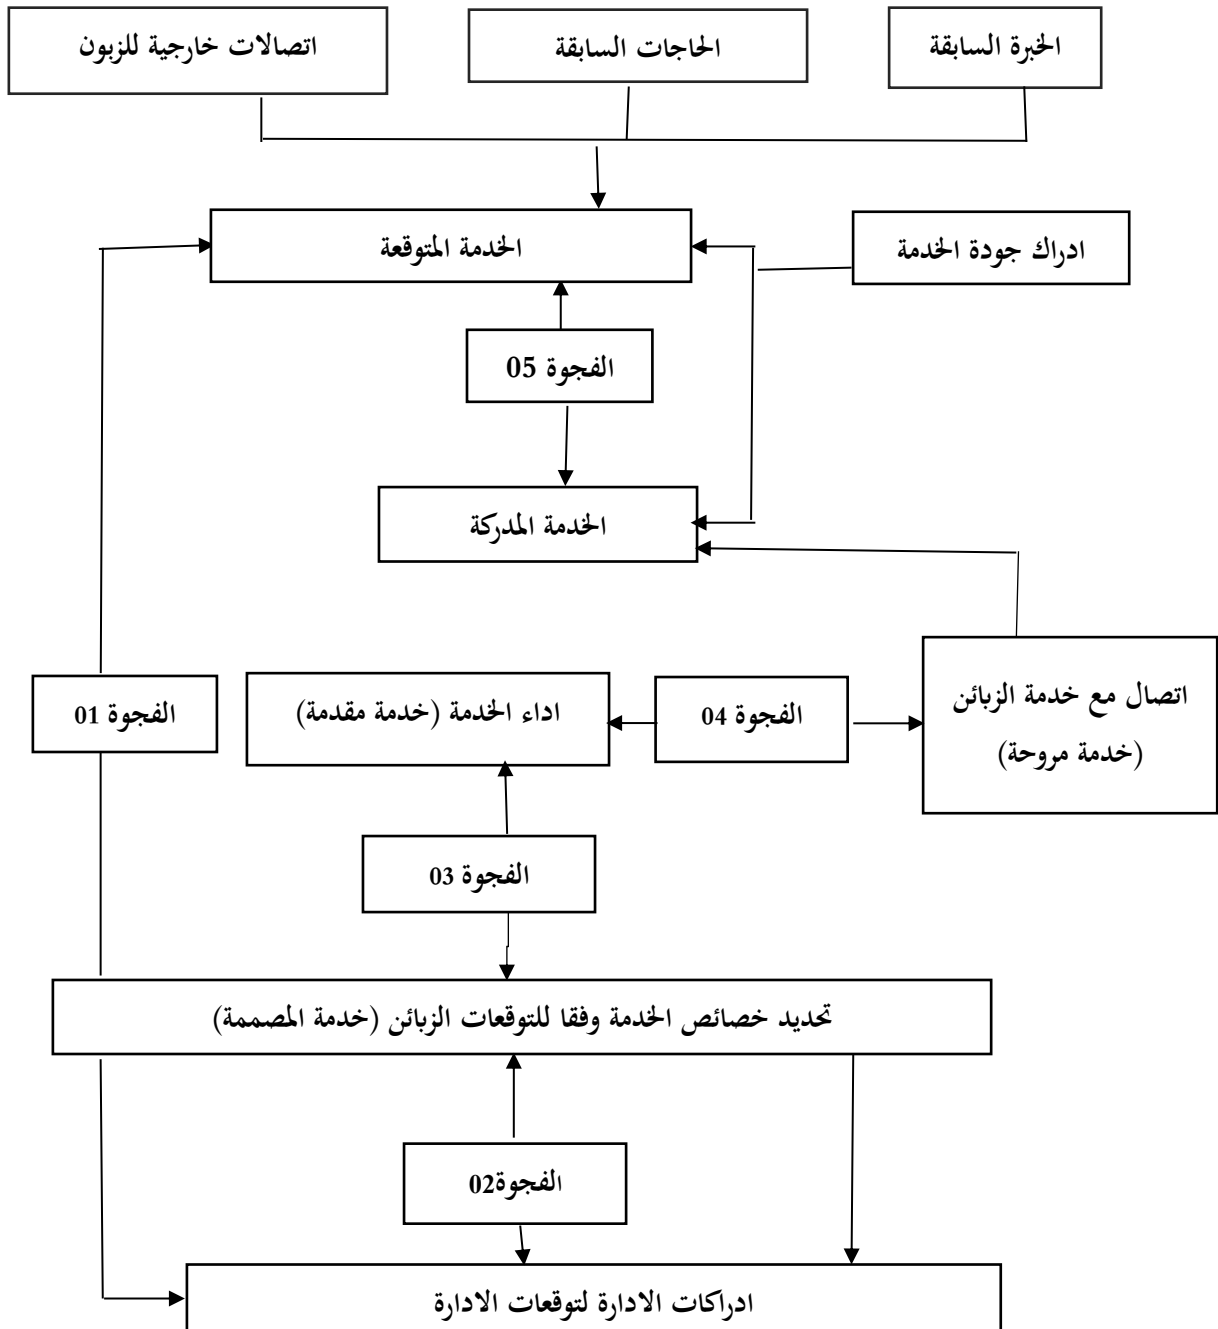 الخبرة السابقة
الحاجات السابقة
اتصالات خارجية للزبون
الخدمة المتوقعة
ادراك جودة الخدمة
الفجوة 05
الخدمة المدركة
اتصال مع خدمة الزبائن
(خدمة مروحة)
الفجوة 04
اداء الخدمة (خدمة مقدمة)
الفجوة 01
الفجوة 03
تحديد خصائص الخدمة وفقا للتوقعات الزبائن (خدمة المصممة)
الفجوة02
ادراكات الادارة لتوقعات الادارة